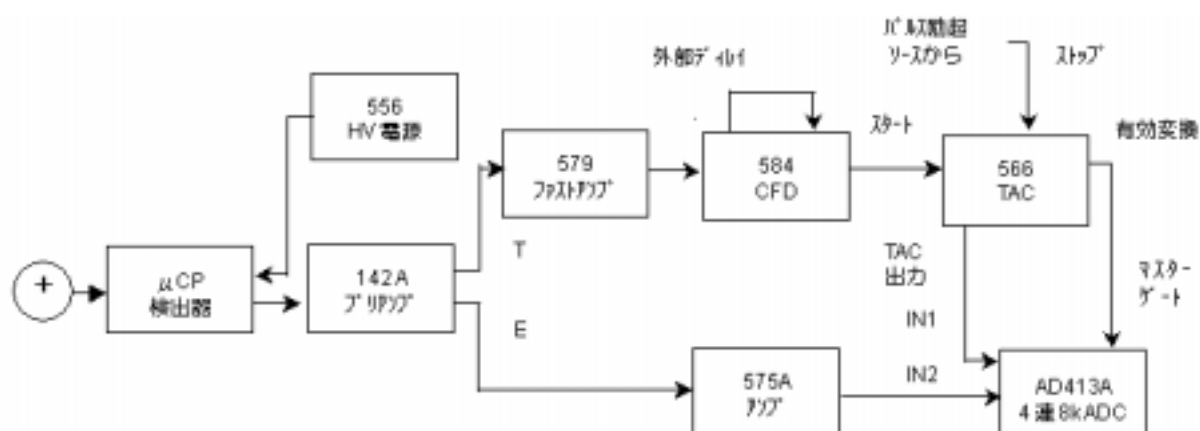 パルス励起
ソースから
ストップ
外部ディレイ
556
HV電源
スタート
有効変換
579
ファストアンプ
584
CFD
566
TAC
T
TAC
出力
マスター
ゲート
μCP
検出器
142A
プリアンプ
+
E
IN1
IN2
575A
アンプ
AD413A
4連8kADC